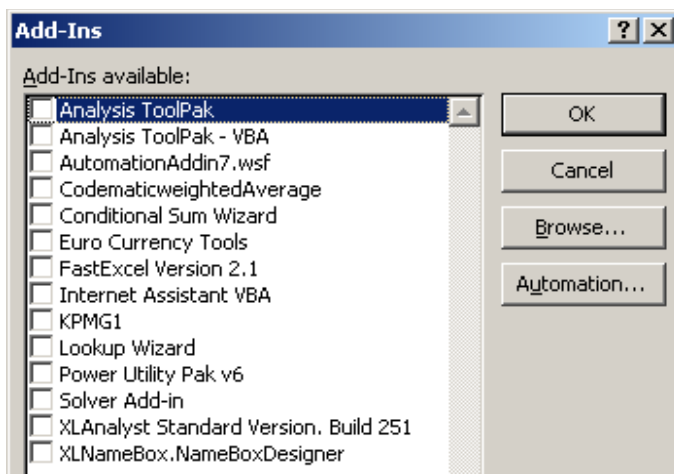 Add-Ins
Add-Ins available:
Analysis ToolPak
Analysis ToolPak - VBA
AutomationAddin7.wsf
CodematicweightedAverage
Conditional Sum Wizard
Euro Currency Tools
FastExcel Version 2.1
Internet Assistant VBA
KPMG1
Lookup Wizard
Power Utility Pak v6
Solver Add-in
XLAnalyst Standard Version. Build 251
XLNameBox.NameBoxDesigner
OK
Cancel
Browse...
Automation...